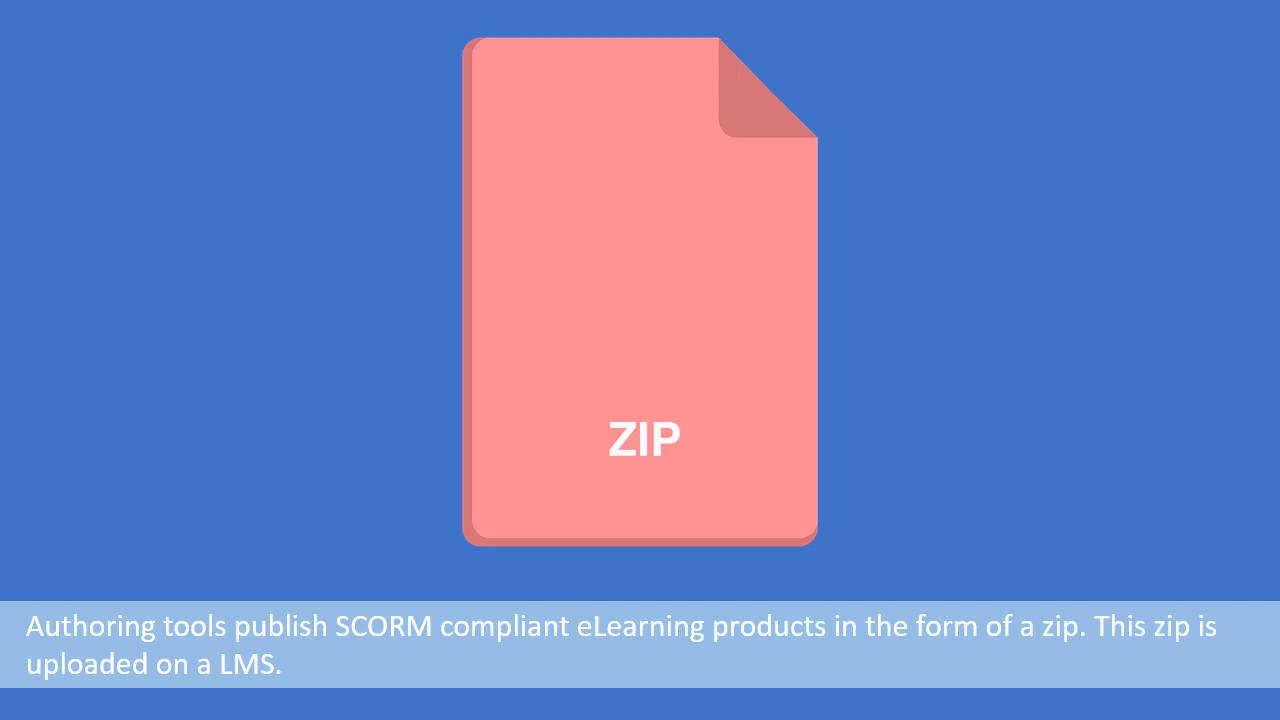 ZIP
Authoring tools publish SCORM compliant eLearning products in the form of a zip. This zip is
uploaded on a LMS.